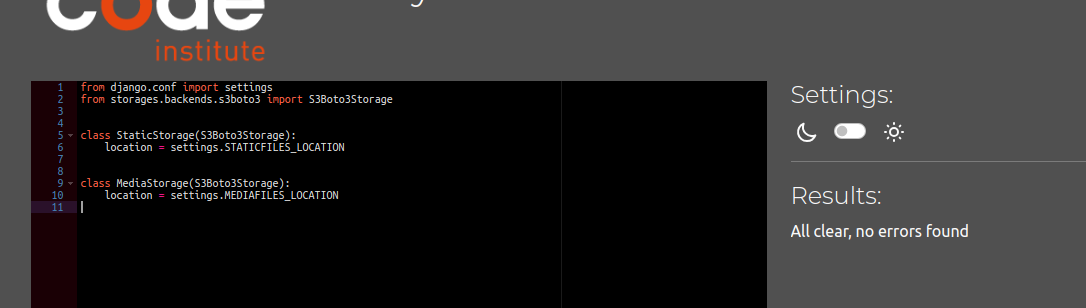 code
institute
1 from django.conf import settings
2 from storages.backends.s3boto3 import S3Boto3Storage
3
4
5 class StaticStorage(S3Boto3Storage):
6     location = settings.STATICFILES_LOCATION
7
8
9 class MediaStorage(S3Boto3Storage):
10     location = settings.MEDIAFILES_LOCATION
11
Settings:
Results:
All clear, no errors found